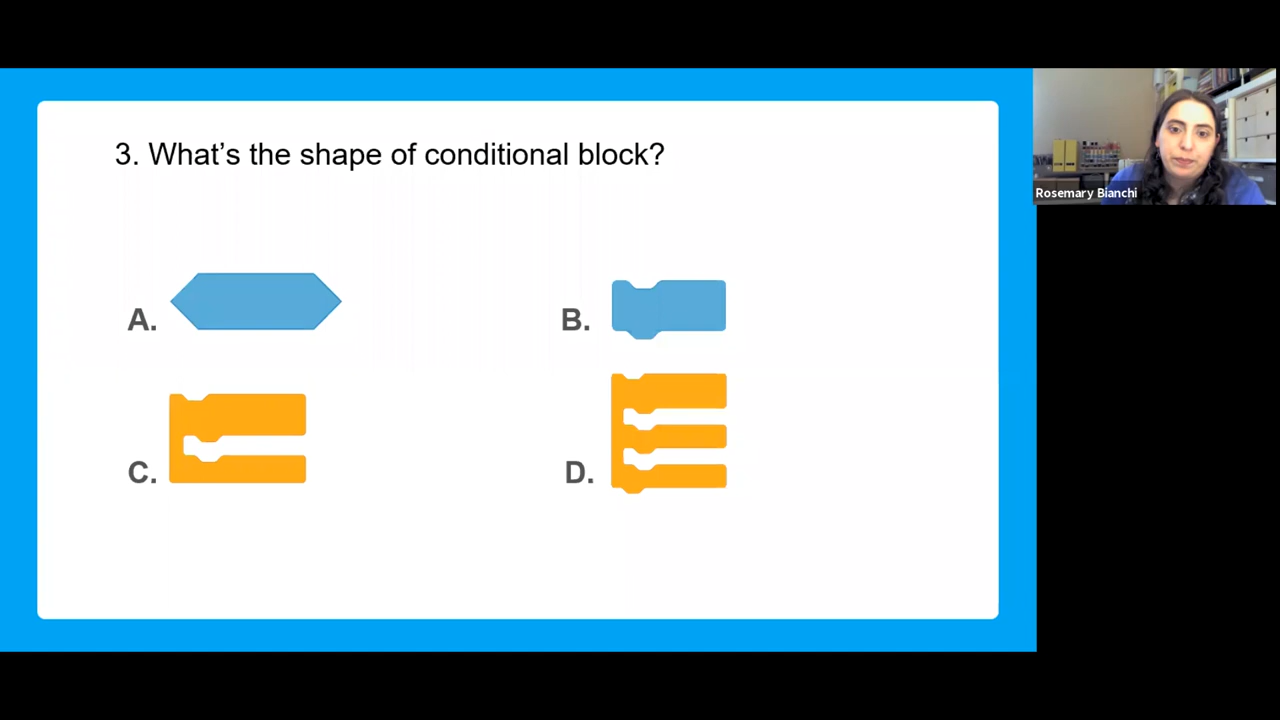 3. What’s the shape of conditional block?
Rosemary Bianchi
A.
B.
C.
D.